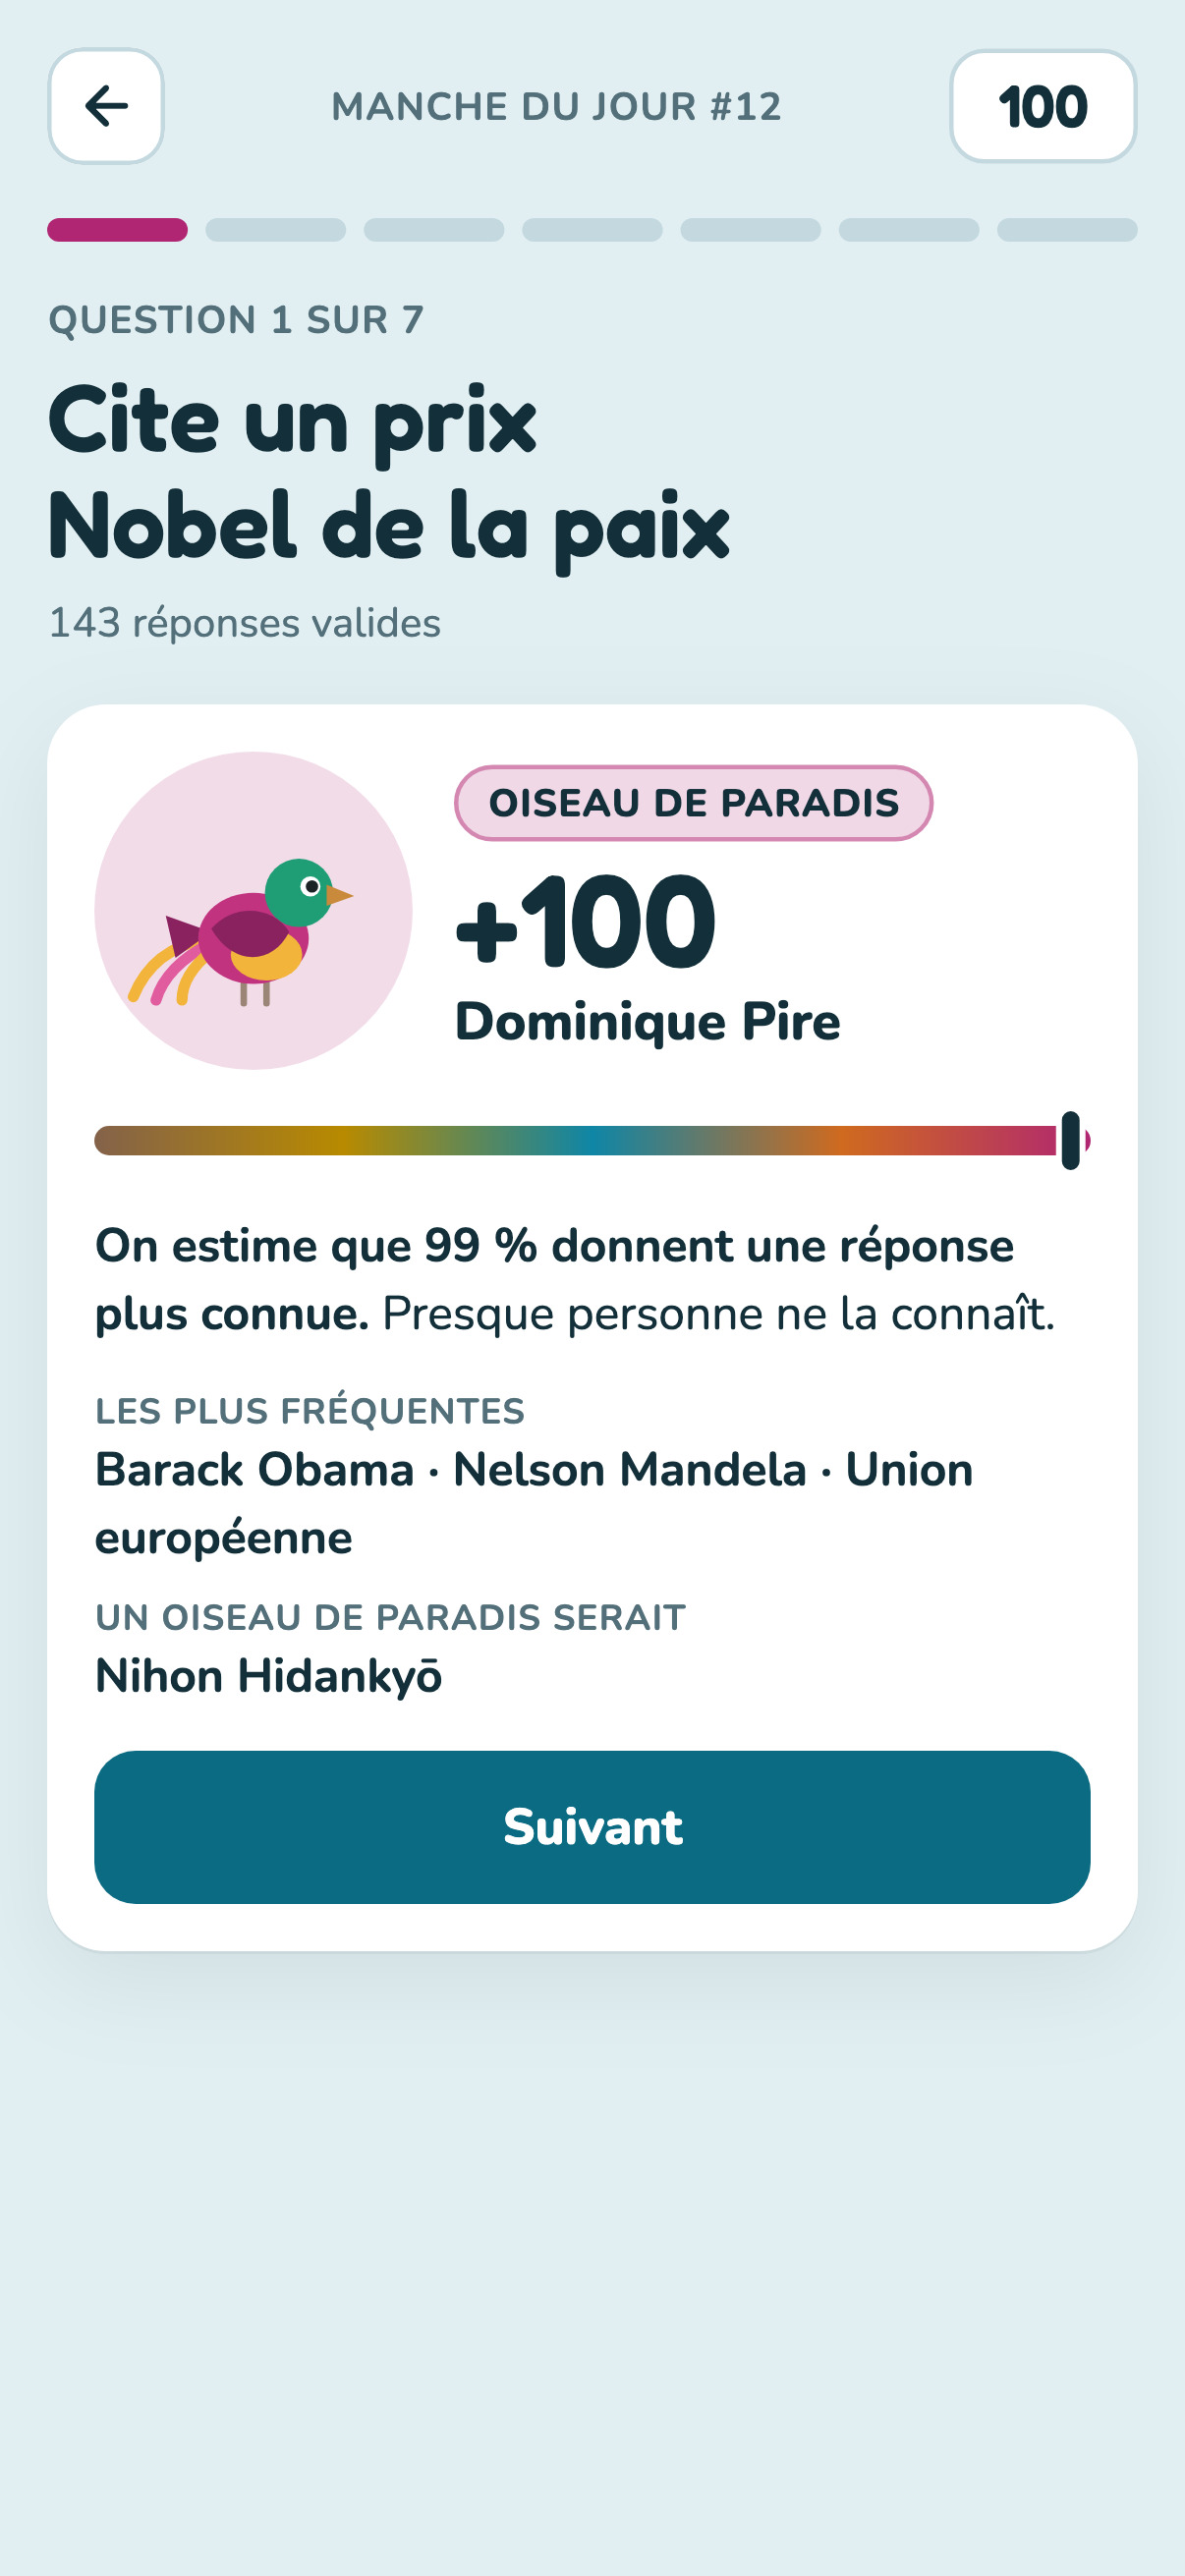 MANCHE DU JOUR #12
100
QUESTION 1 SUR 7
Cite un prix
Nobel de la paix
143 réponses valides
OISEAU DE PARADIS
+100
Dominique Pire
On estime que 99 % donnent une réponse
plus connue. Presque personne ne la connaît.
LES PLUS FRÉQUENTES
Barack Obama · Nelson Mandela · Union
européenne
UN OISEAU DE PARADIS SERAIT
Nihon Hidankyō
Suivant